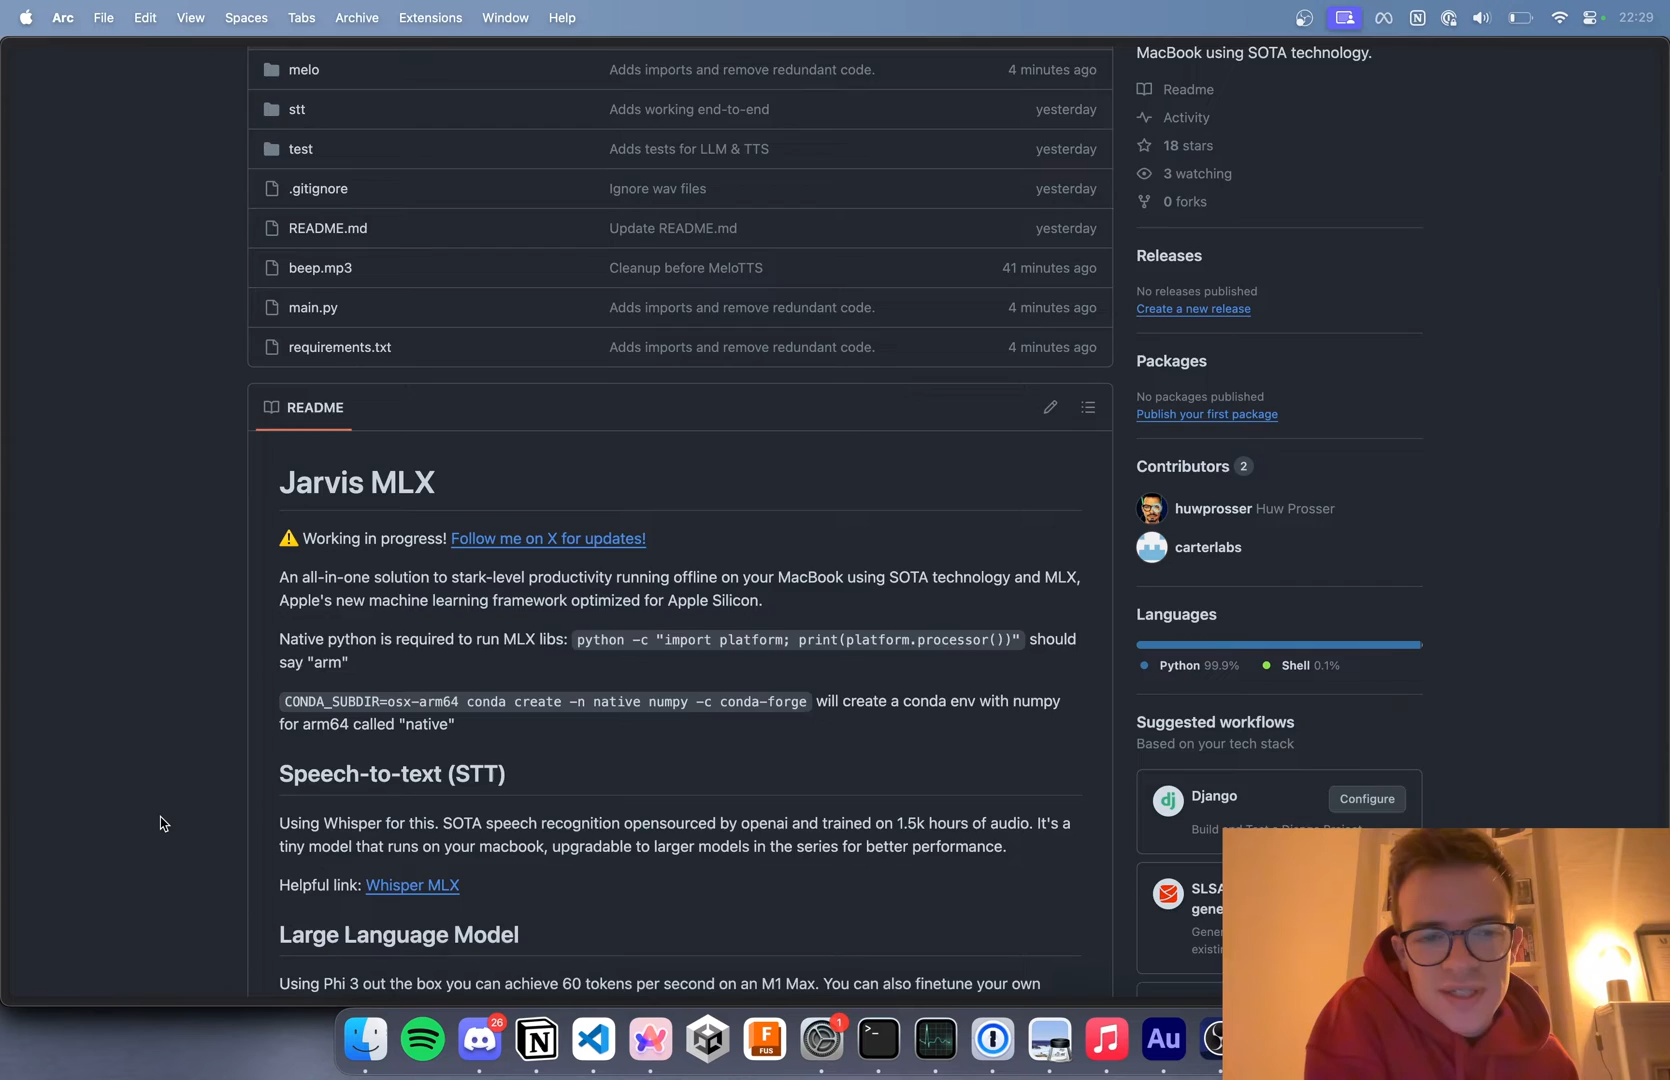 Arc File Edit View Spaces Tabs Archive Extensions Window Help 22:29
melo Adds imports and remove redundant code. 4 minutes ago
stt Adds working end-to-end yesterday
test Adds tests for LLM & TTS yesterday
.gitignore Ignore wav files yesterday
README.md Update README.md yesterday
beep.mp3 Cleanup before MeloTTS 41 minutes ago
main.py Adds imports and remove redundant code. 4 minutes ago
requirements.txt Adds imports and remove redundant code. 4 minutes ago
README
Jarvis MLX
Working in progress! Follow me on X for updates!
An all-in-one solution to stark-level productivity running offline on your MacBook using SOTA technology and MLX,
Apple's new machine learning framework optimized for Apple Silicon.
Native python is required to run MLX libs: python -c "import platform; print(platform.processor())" should
say "arm"
CONDA_SUBDIR=osx-arm64 conda create -n native numpy -c conda-forge will create a conda env with numpy
for arm64 called "native"
Speech-to-text (STT)
Using Whisper for this. SOTA speech recognition opensourced by openai and trained on 1.5k hours of audio. It's a
tiny model that runs on your macbook, upgradable to larger models in the series for better performance.
Helpful link: Whisper MLX
Large Language Model
Using Phi 3 out the box you can achieve 60 tokens per second on an M1 Max. You can also finetune your own
MacBook using SOTA technology.
Readme
Activity
18 stars
3 watching
0 forks
Releases
No releases published
Create a new release
Packages
No packages published
Publish your first package
Contributors 2
huwprosser Huw Prosser
carterlabs
Languages
Python 99.9% Shell 0.1%
Suggested workflows
Based on your tech stack
dj Django Configure
Build and Test a Django Project
SLSA
gene
Gener
existi
26
1
F
FUS
Au